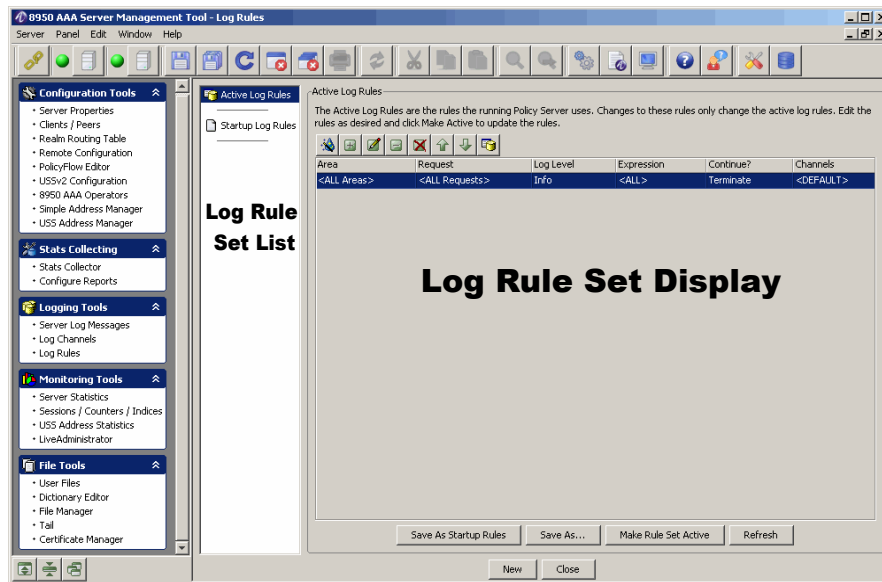 8950 AAA Server Management Tool - Log Rules
Server Panel Edit Window Help
Configuration Tools
• Server Properties
• Clients / Peers
• Realm Routing Table
• Remote Configuration
• PolicyFlow Editor
• USSv2 Configuration
• 8950 AAA Operators
• Simple Address Manager
• USS Address Manager
Stats Collecting
• Stats Collector
• Configure Reports
Logging Tools
• Server Log Messages
• Log Channels
• Log Rules
Monitoring Tools
• Server Statistics
• Sessions / Counters / Indices
• USS Address Statistics
• LiveAdministrator
File Tools
• User Files
• Dictionary Editor
• File Manager
• Tail
• Certificate Manager
Active Log Rules
Startup Log Rules
Log Rule
Set List
Active Log Rules
The Active Log Rules are the rules the running Policy Server uses. Changes to these rules only change the active log rules. Edit the
rules as desired and click Make Active to update the rules.
Area Request Log Level Expression Continue? Channels
<ALL Areas> <ALL Requests> Info <ALL> Terminate <DEFAULT>
Log Rule Set Display
Save As Startup Rules Save As... Make Rule Set Active Refresh
New Close